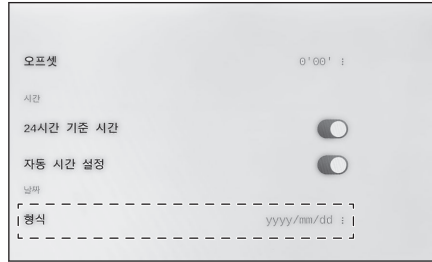 오프셋 0'00' ⋮
시간
24시간 기준 시간
자동 시간 설정
날짜
형식 yyyy/mm/dd ⋮